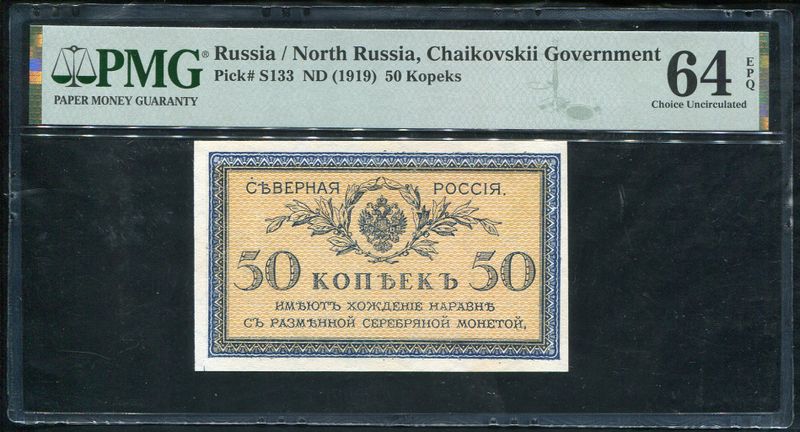 PMG® Russia / North Russia, Chaikovskii Government
Pick# S133 ND (1919) 50 Kopeks
PAPER MONEY GUARANTY
64 EPQ
Choice Uncirculated
СѢВЕРНАЯ РОССІЯ.
50 КОПѢЕКЪ 50
ИМѢЮТЪ ХОЖДЕНІЕ НАРАВНѢ
СЪ РАЗМѢННОЙ СЕРЕБРЯНОЙ МОНЕТОЙ,